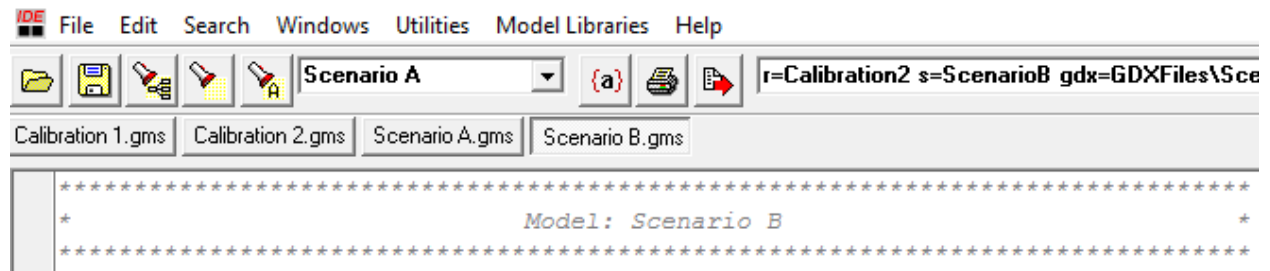 IDE File Edit Search Windows Utilities Model Libraries Help
A Scenario A {a} r=Calibration2 s=ScenarioB gdx=GDXFiles\Sce
Calibration 1.gms Calibration 2.gms Scenario A.gms Scenario B.gms
*******************************************************************************
* Model: Scenario B *
*******************************************************************************